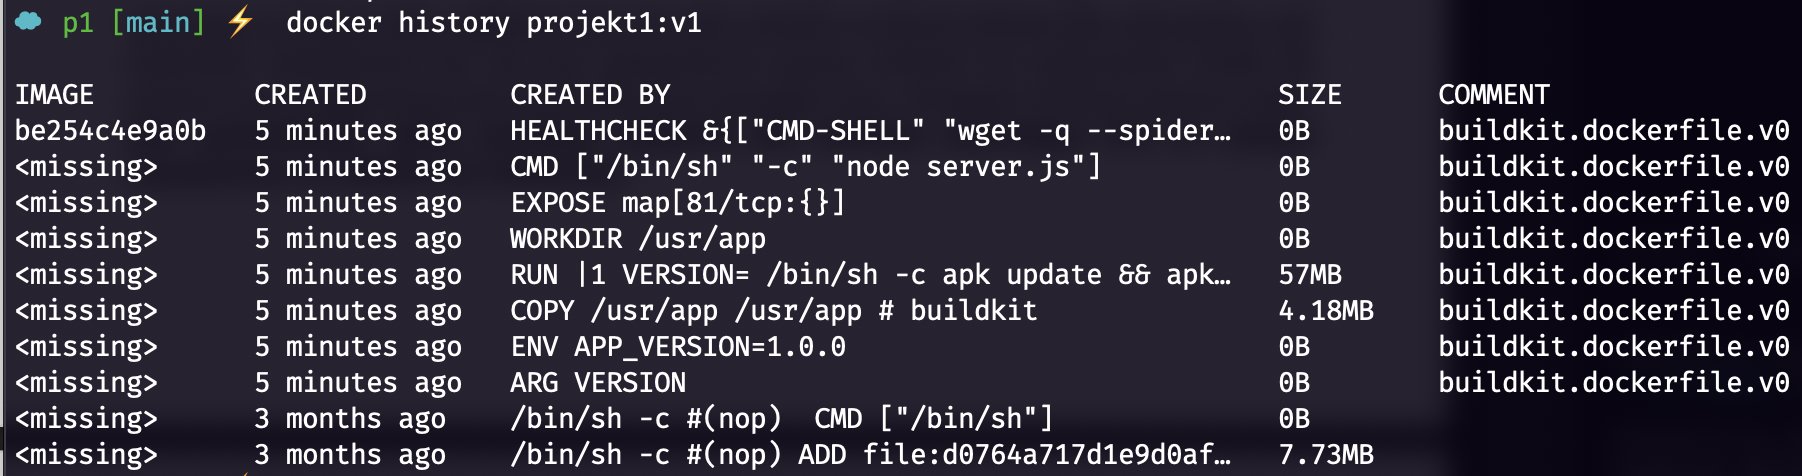 p1 [main] ⚡ docker history projekt1:v1
IMAGE CREATED CREATED BY SIZE COMMENT
be254c4e9a0b 5 minutes ago HEALTHCHECK &{["CMD-SHELL" "wget -q --spider… 0B buildkit.dockerfile.v0
<missing> 5 minutes ago CMD ["/bin/sh" "-c" "node server.js"] 0B buildkit.dockerfile.v0
<missing> 5 minutes ago EXPOSE map[81/tcp:{}] 0B buildkit.dockerfile.v0
<missing> 5 minutes ago WORKDIR /usr/app 0B buildkit.dockerfile.v0
<missing> 5 minutes ago RUN |1 VERSION= /bin/sh -c apk update && apk… 57MB buildkit.dockerfile.v0
<missing> 5 minutes ago COPY /usr/app /usr/app # buildkit 4.18MB buildkit.dockerfile.v0
<missing> 5 minutes ago ENV APP_VERSION=1.0.0 0B buildkit.dockerfile.v0
<missing> 5 minutes ago ARG VERSION 0B buildkit.dockerfile.v0
<missing> 3 months ago /bin/sh -c #(nop) CMD ["/bin/sh"] 0B
<missing> 3 months ago /bin/sh -c #(nop) ADD file:d0764a717d1e9d0af… 7.73MB